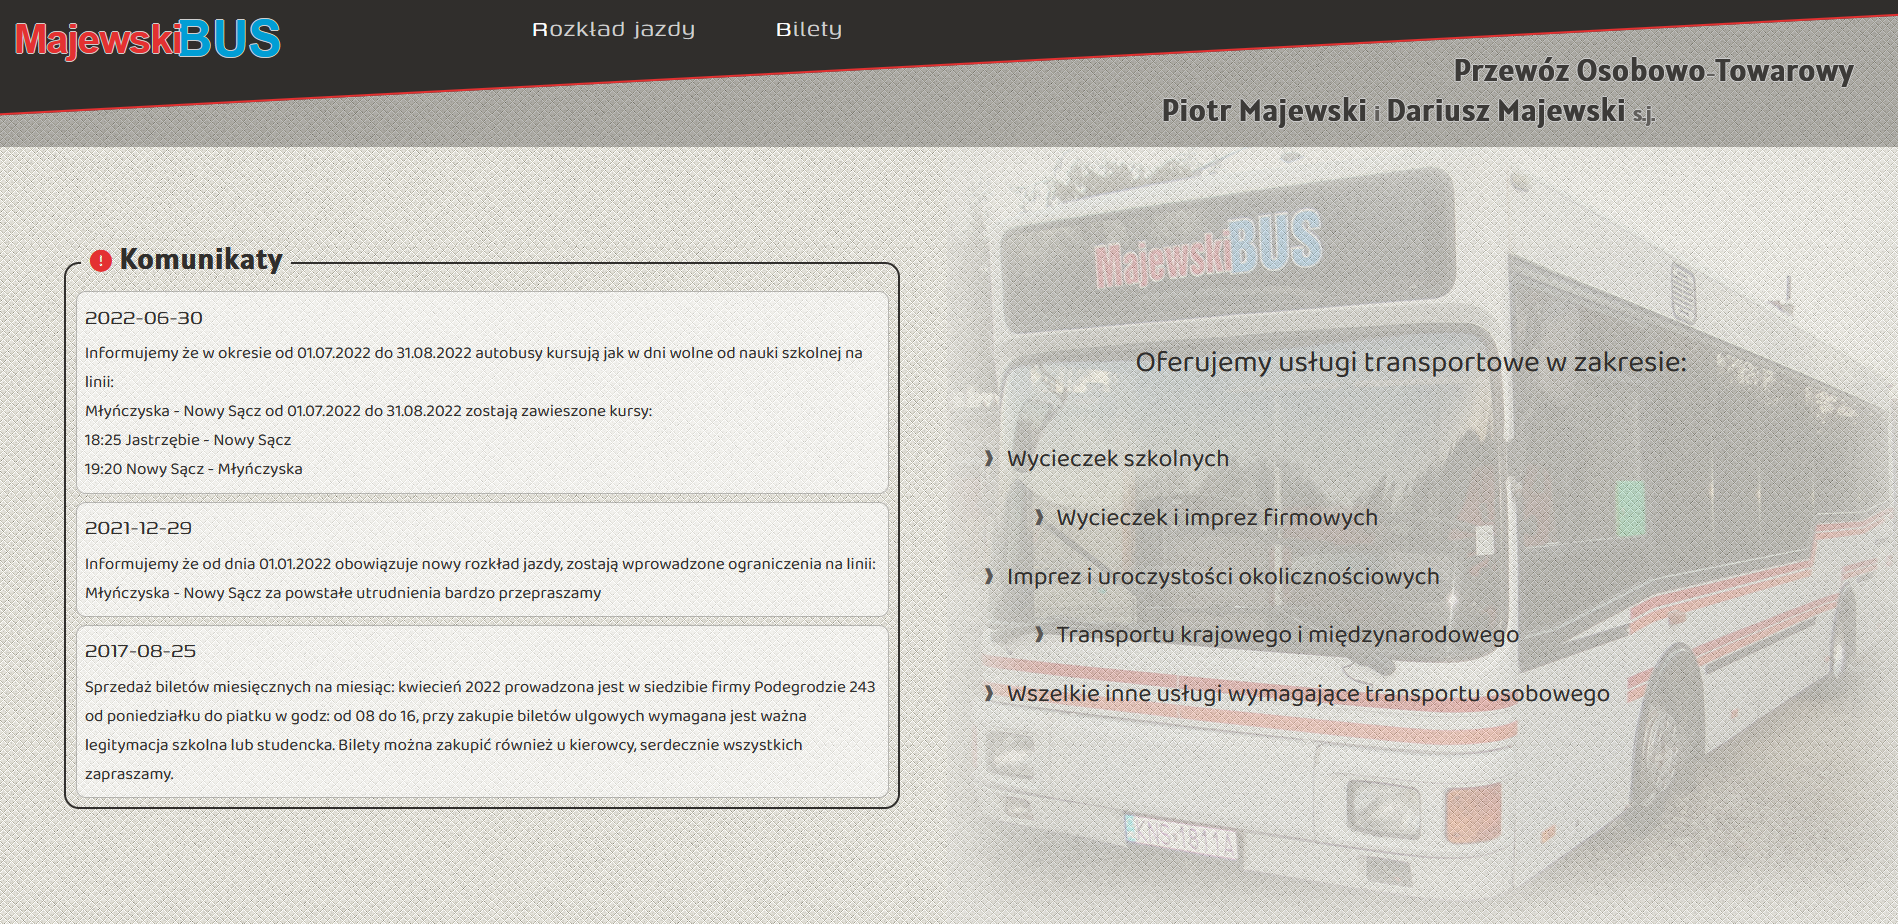 MajewskiBUS
Rozkład jazdy
Bilety
Przewóz Osobowo-Towarowy
Piotr Majewski i Dariusz Majewski s.j.
! Komunikaty
2022-06-30
Informujemy że w okresie od 01.07.2022 do 31.08.2022 autobusy kursują jak w dni wolne od nauki szkolnej na
linii:
Młyńczyska - Nowy Sącz od 01.07.2022 do 31.08.2022 zostają zawieszone kursy:
18:25 Jastrzębie - Nowy Sącz
19:20 Nowy Sącz - Młyńczyska
2021-12-29
Informujemy że od dnia 01.01.2022 obowiązuje nowy rozkład jazdy, zostają wprowadzone ograniczenia na linii:
Młyńczyska - Nowy Sącz za powstałe utrudnienia bardzo przepraszamy
2017-08-25
Sprzedaż biletów miesięcznych na miesiąc: kwiecień 2022 prowadzona jest w siedzibie firmy Podegrodzie 243
od poniedziałku do piatku w godz: od 08 do 16, przy zakupie biletów ulgowych wymagana jest ważna
legitymacja szkolna lub studencka. Bilety można zakupić również u kierowcy, serdecznie wszystkich
zapraszamy.
MajewskiBUS
Oferujemy usługi transportowe w zakresie:
Wycieczek szkolnych
Wycieczek i imprez firmowych
Imprez i uroczystości okolicznościowych
Transportu krajowego i międzynarodowego
Wszelkie inne usługi wymagające transportu osobowego
KNS 1811A